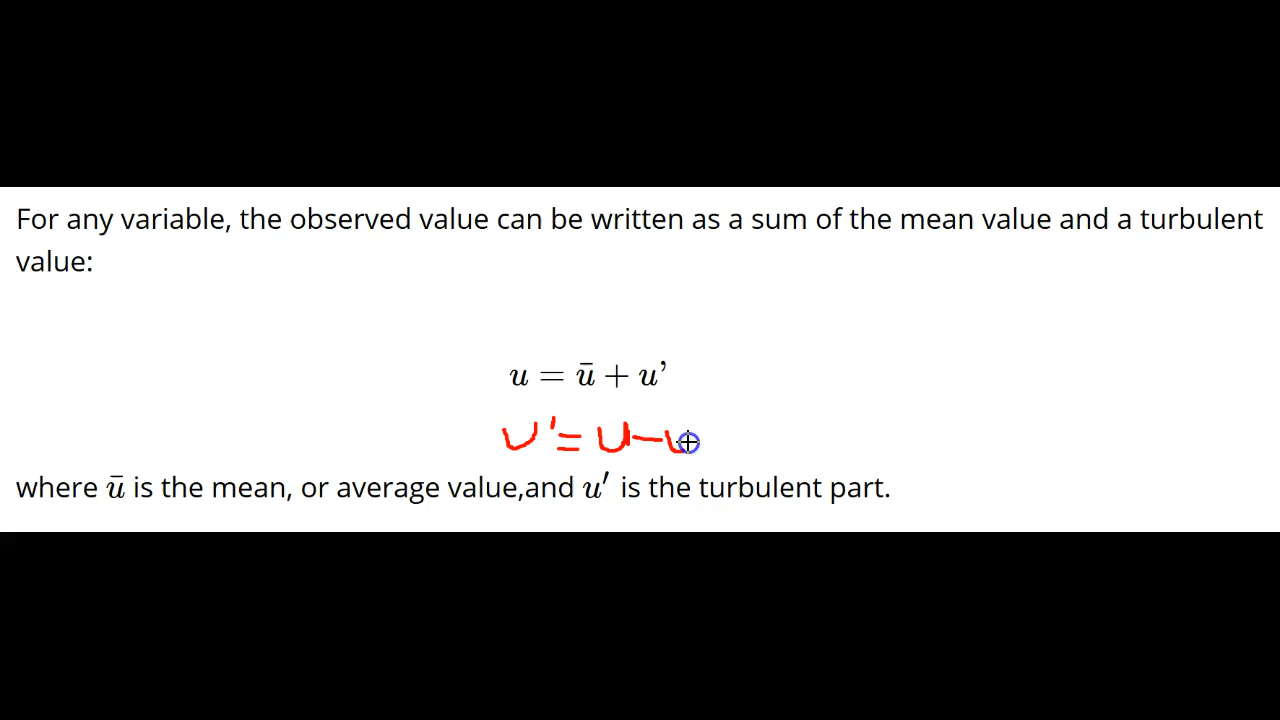 For any variable, the observed value can be written as a sum of the mean value and a turbulent
value:
u = ū + u’
u' = u − u
where ū is the mean, or average value,and u′ is the turbulent part.